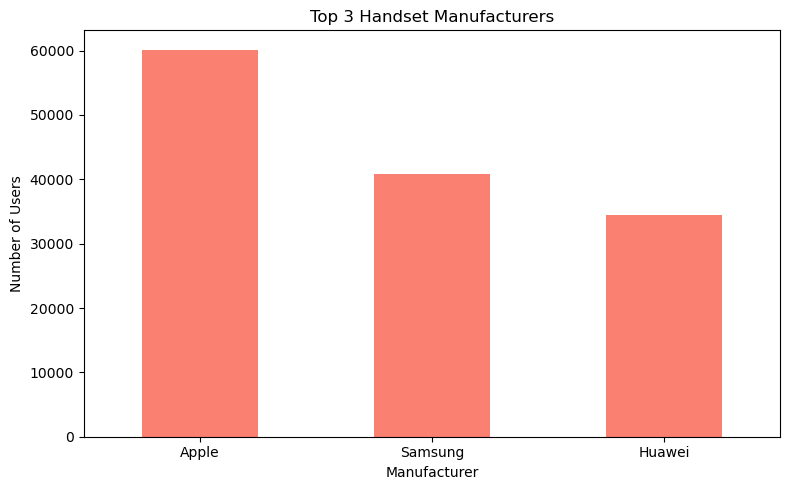 Top 3 Handset Manufacturers
Number of Users
60000
50000
40000
30000
20000
10000
0
Apple Samsung Huawei
Manufacturer